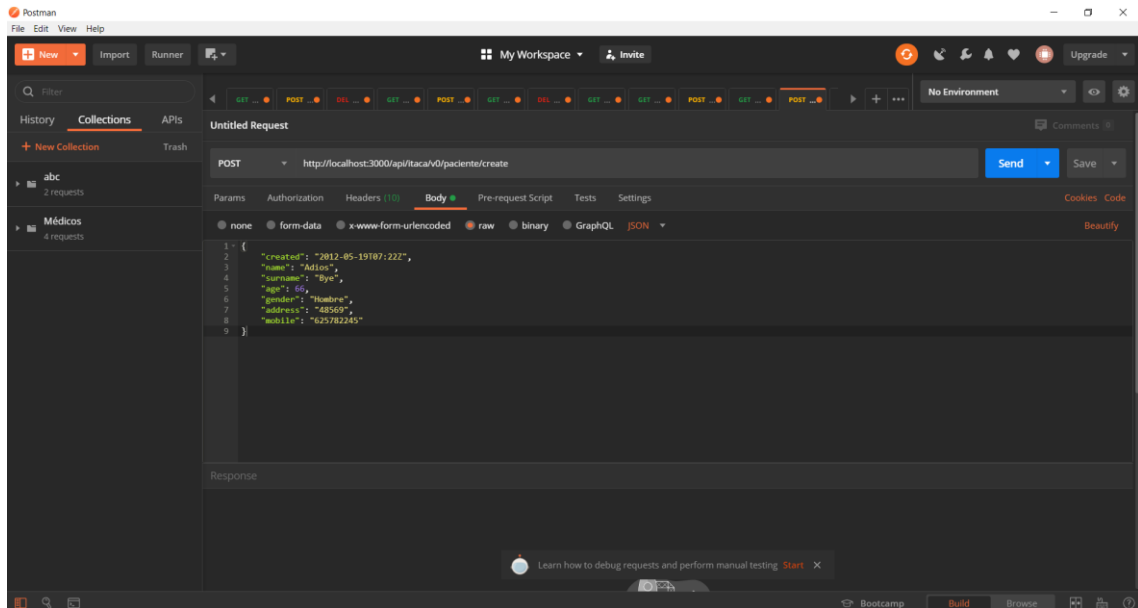 Postman
File Edit View Help
New Import Runner My Workspace Invite Upgrade
Filter
GET ... POST ... DEL ... GET ... POST ... GET ... DEL ... GET ... GET ... POST ... GET ... POST ... No Environment
History Collections APIs
Untitled Request Comments 0
+ New Collection Trash
POST http://localhost:3000/api/itaca/v0/paciente/create Send Save
abc
2 requests
Params Authorization Headers (10) Body Pre-request Script Tests Settings Cookies Code
Médicos
4 requests
none form-data x-www-form-urlencoded raw binary GraphQL JSON Beautify
1 {
2 "created": "2012-05-19T07:22Z",
3 "name": "Adios",
4 "surname": "Bye",
5 "age": 66,
6 "gender": "Hombre",
7 "address": "48569",
8 "mobile": "625782245"
9 }
Response
Learn how to debug requests and perform manual testing Start
Bootcamp Build Browse